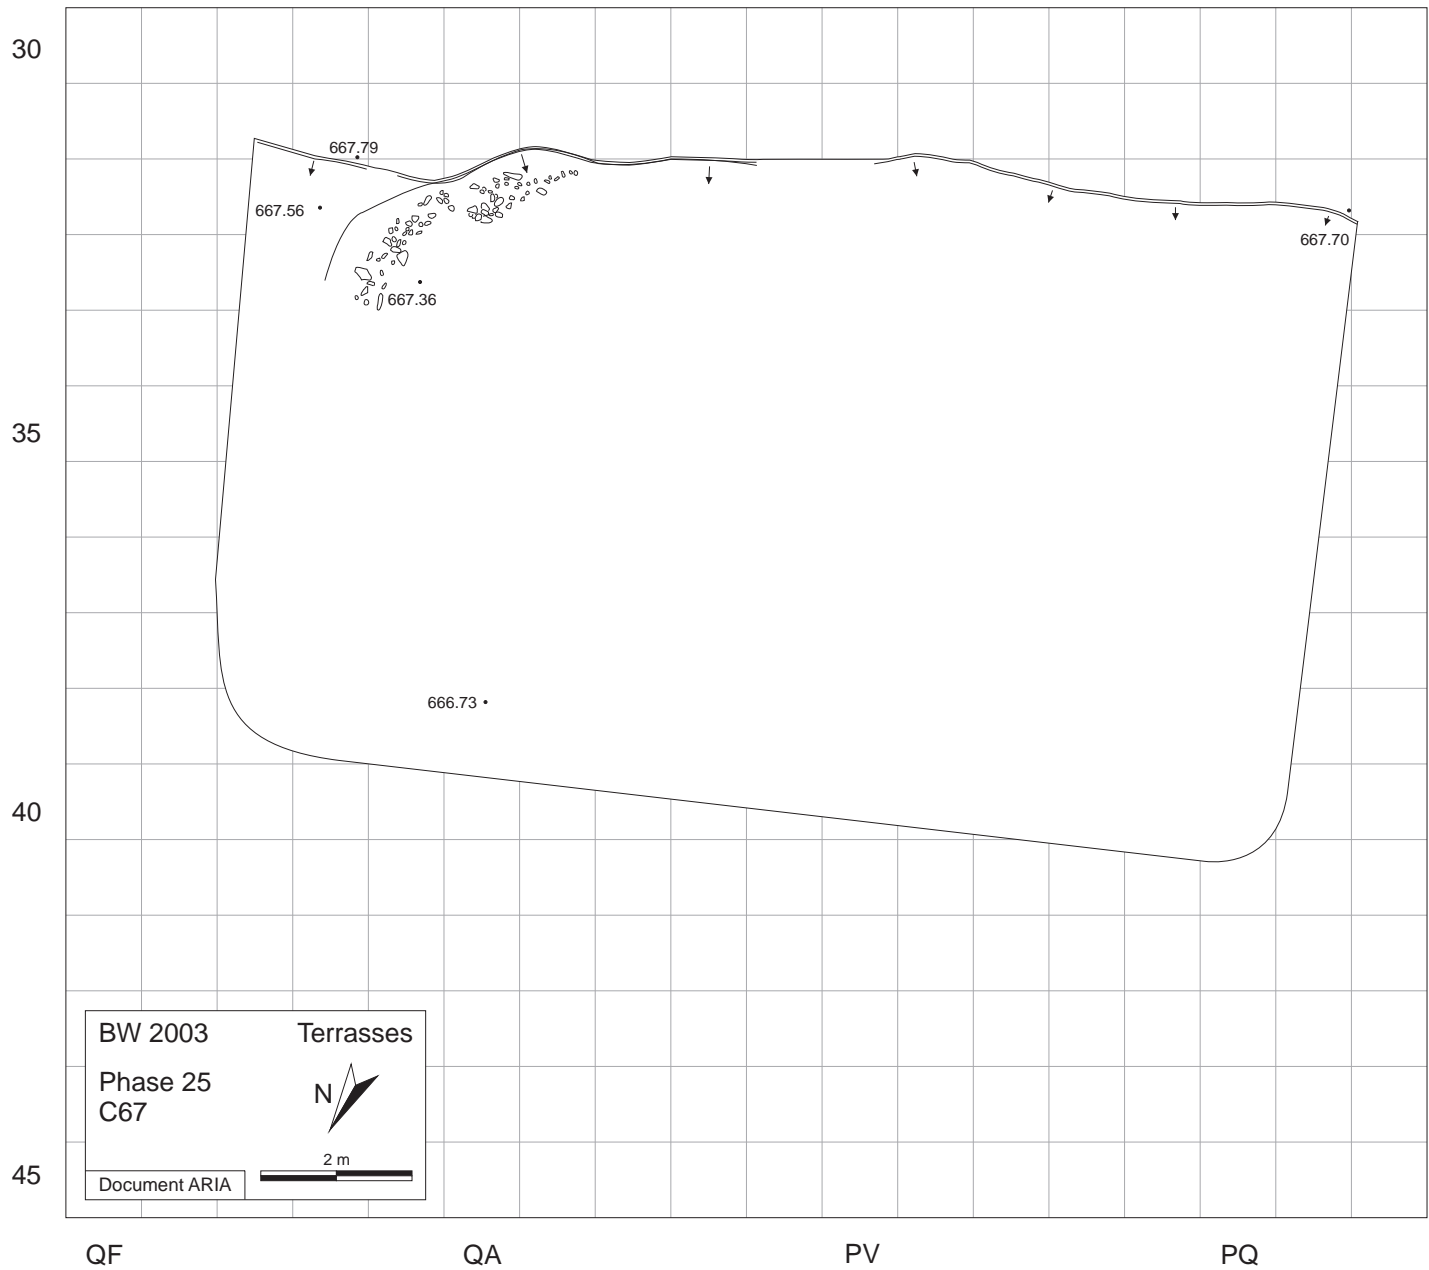 30
667.79
667.56
667.70
667.36
35
666.73
40
BW 2003 Terrasses
Phase 25
C67
N
2 m
Document ARIA
45
QF QA PV PQ